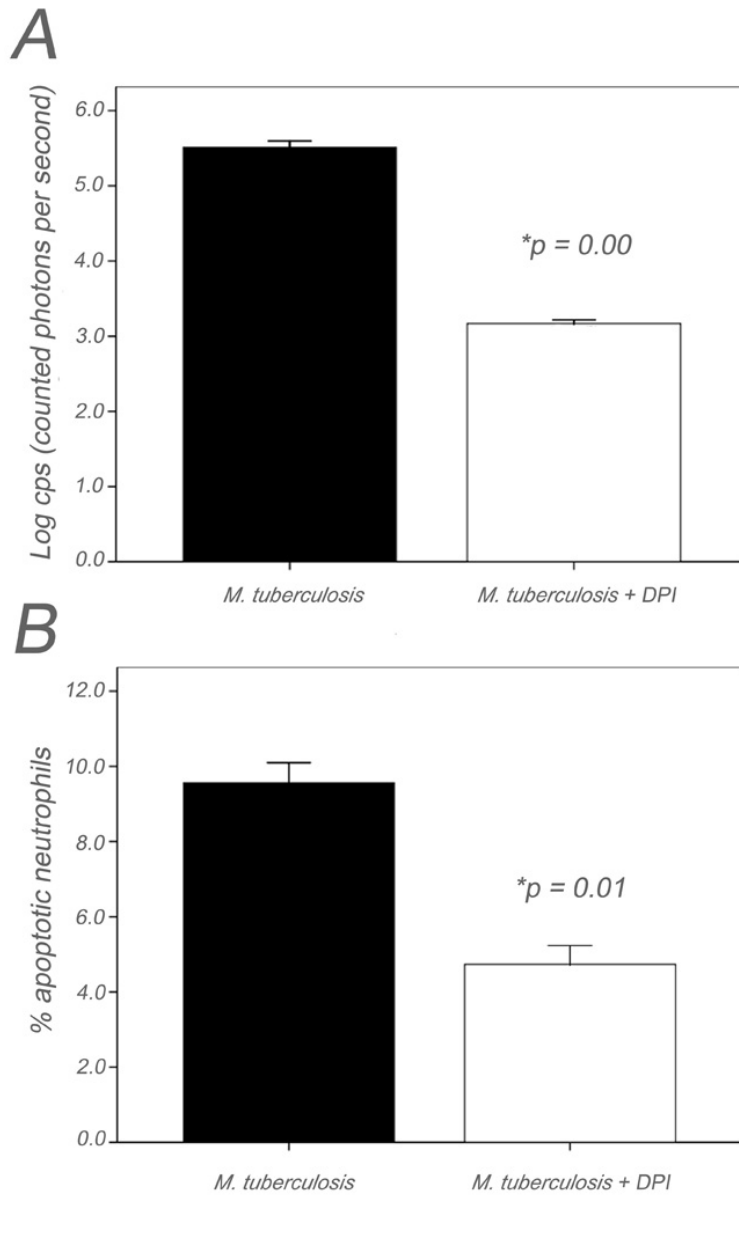 A
Log cps (counted photons per second)
6.0
5.0
4.0
3.0
2.0
1.0
0.0
*p = 0.00
M. tuberculosis
M. tuberculosis + DPI
B
% apoptotic neutrophils
12.0
10.0
8.0
6.0
4.0
2.0
0.0
*p = 0.01
M. tuberculosis
M. tuberculosis + DPI